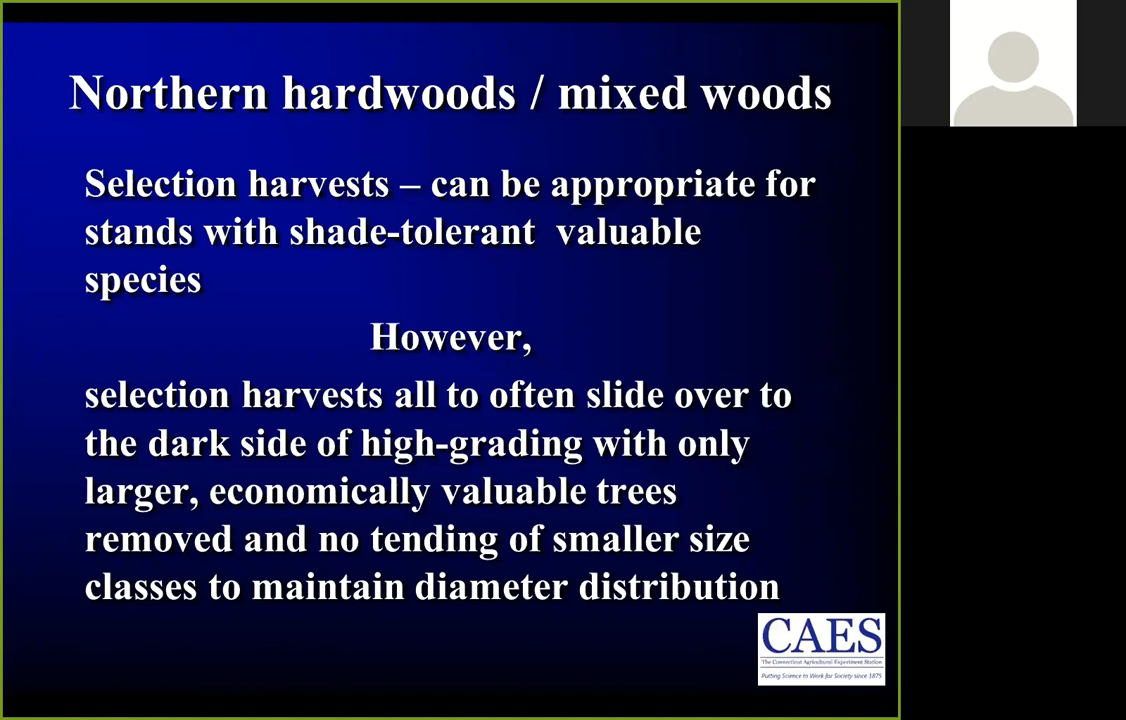 Northern hardwoods / mixed woods
Selection harvests – can be appropriate for
stands with shade-tolerant valuable
species
However,
selection harvests all to often slide over to
the dark side of high-grading with only
larger, economically valuable trees
removed and no tending of smaller size
classes to maintain diameter distribution
CAES
The Connecticut Agricultural Experiment Station
Putting Science to Work for Society since 1875